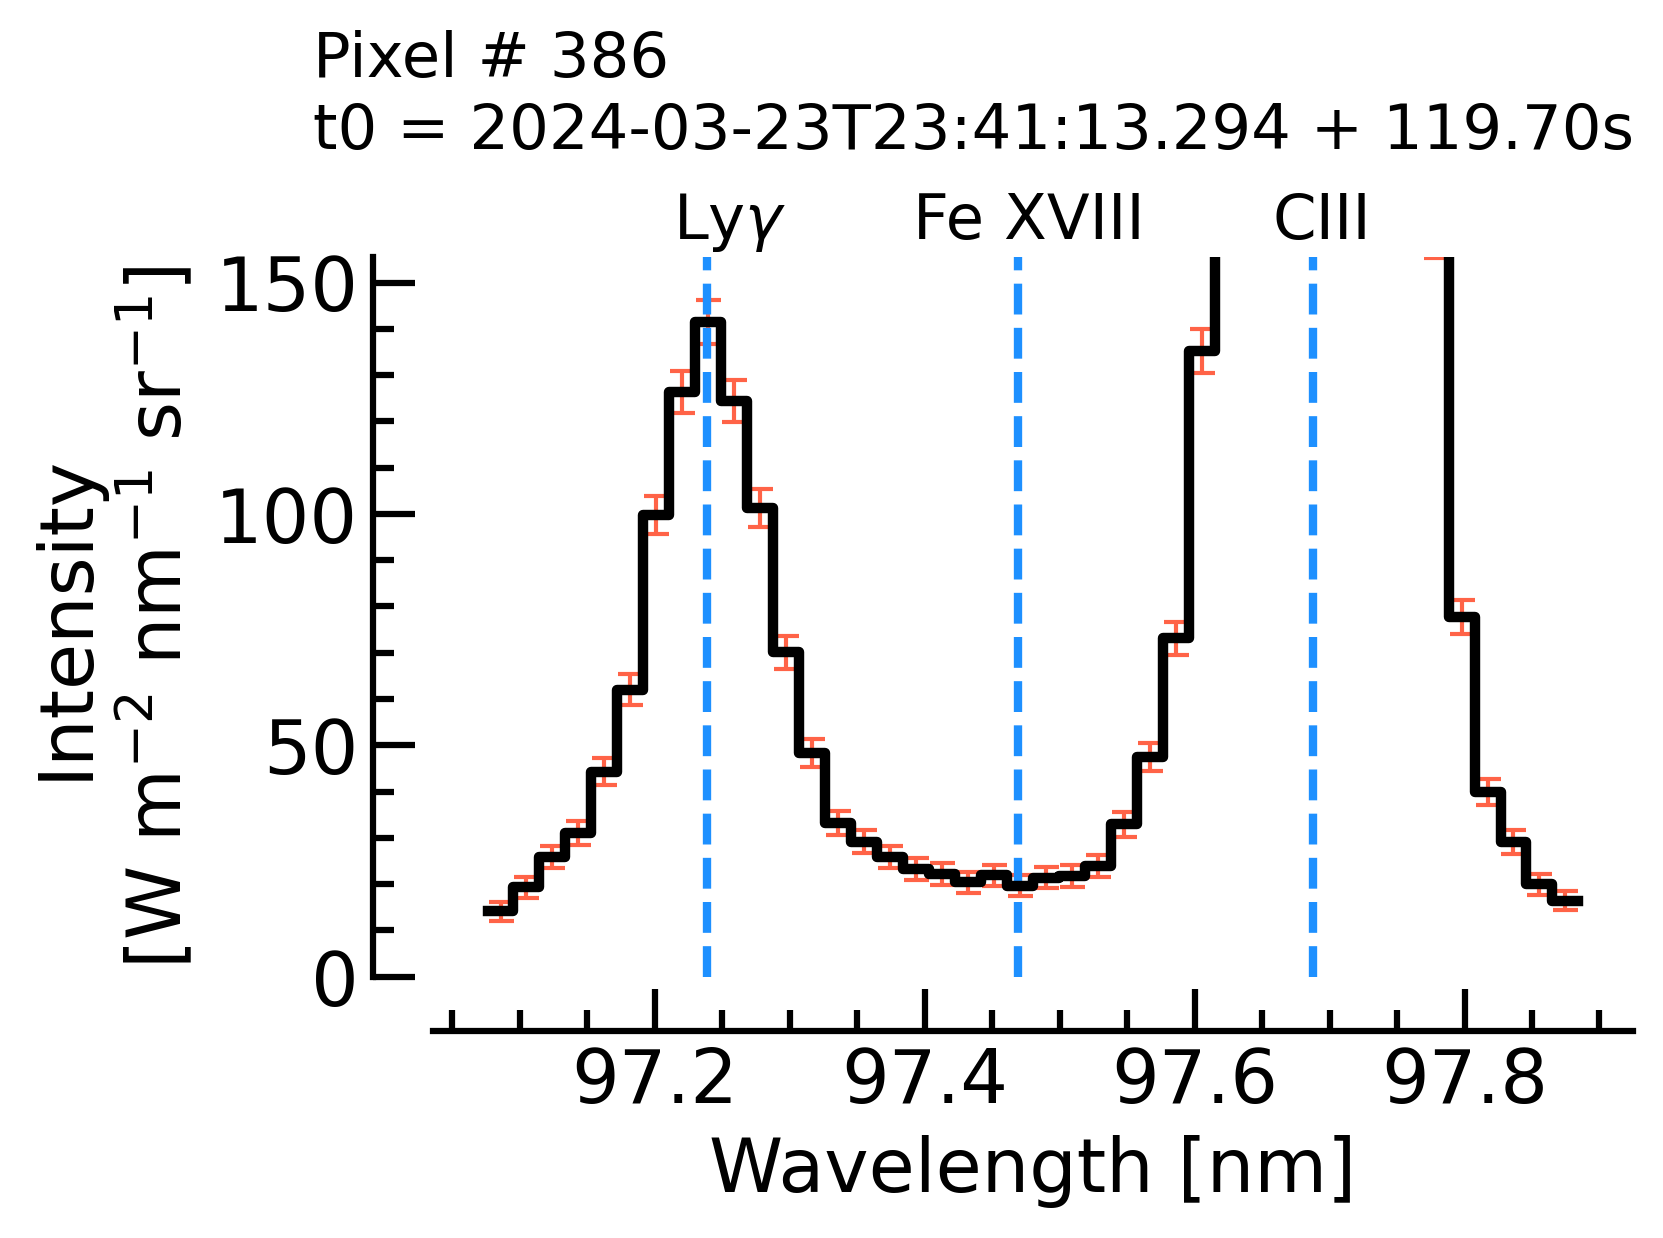 Pixel # 386
t0 = 2024-03-23T23:41:13.294 + 119.70s
Lyγ Fe XVIII CIII
Intensity
[W m⁻² nm⁻¹ sr⁻¹]
150
100
50
0
97.2 97.4 97.6 97.8
Wavelength [nm]